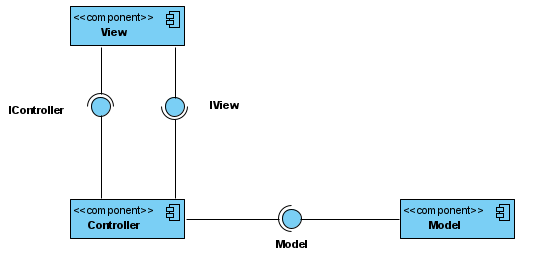 <<component>>
View
IController
IView
<<component>>
Controller
Model
<<component>>
Model